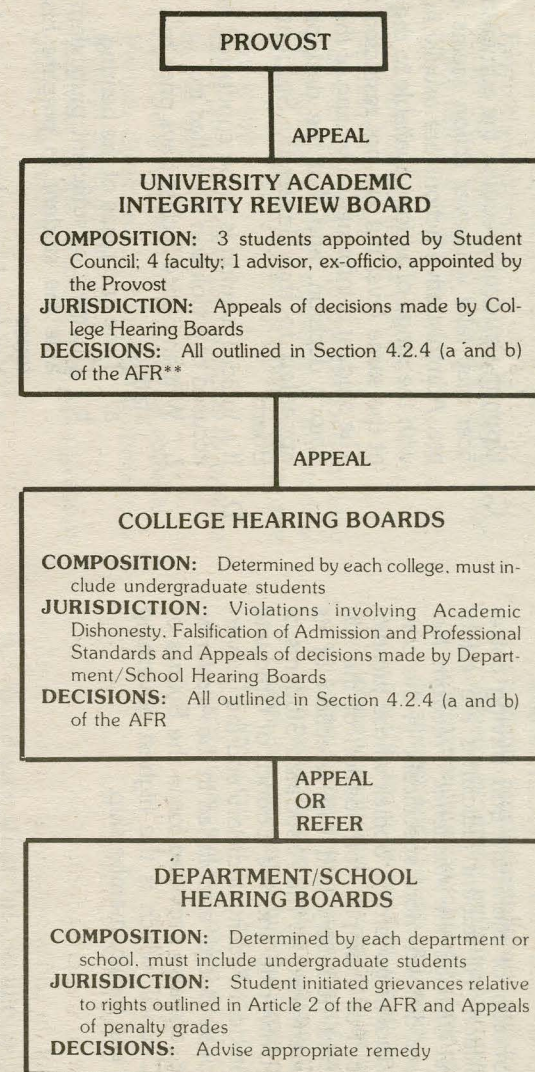 PROVOST
APPEAL
UNIVERSITY ACADEMIC
INTEGRITY REVIEW BOARD
COMPOSITION: 3 students appointed by Student
Council; 4 faculty; 1 advisor, ex-officio, appointed by
the Provost
JURISDICTION: Appeals of decisions made by Col-
lege Hearing Boards
DECISIONS: All outlined in Section 4.2.4 (a and b)
of the AFR**
APPEAL
COLLEGE HEARING BOARDS
COMPOSITION: Determined by each college, must in-
clude undergraduate students
JURISDICTION: Violations involving Academic
Dishonesty, Falsification of Admission and Professional
Standards and Appeals of decisions made by Depart-
ment/School Hearing Boards
DECISIONS: All outlined in Section 4.2.4 (a and b)
of the AFR
APPEAL
OR
REFER
DEPARTMENT/SCHOOL
HEARING BOARDS
COMPOSITION: Determined by each department or
school, must include undergraduate students
JURISDICTION: Student initiated grievances relative
to rights outlined in Article 2 of the AFR and Appeals
of penalty grades
DECISIONS: Advise appropriate remedy